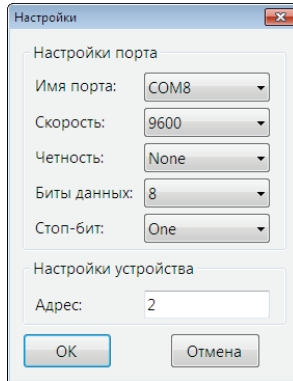 Настройки
Настройки порта
Имя порта: COM8
Скорость: 9600
Четность: None
Биты данных: 8
Стоп-бит: One
Настройки устройства
Адрес: 2
OK Отмена